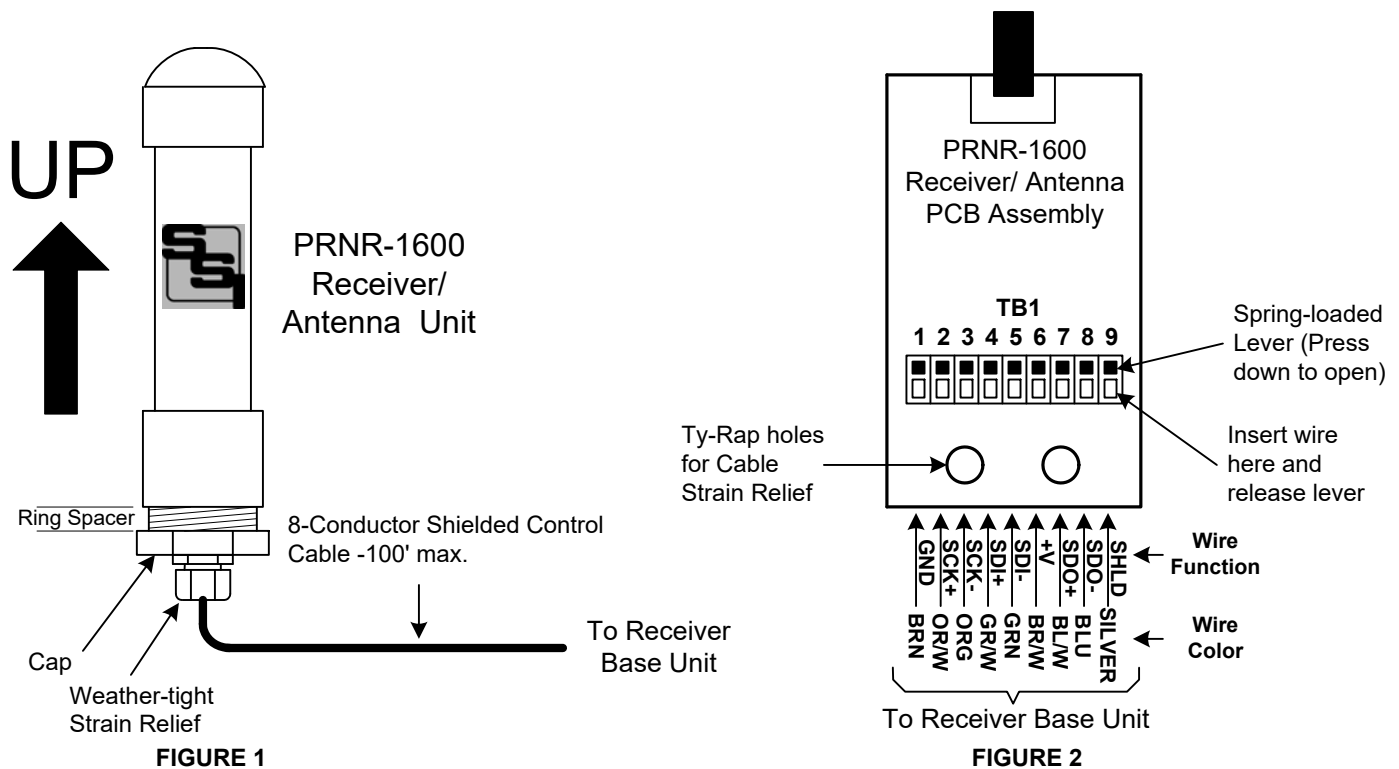 UP
SSI
PRNR-1600
Receiver/
Antenna Unit
Ring Spacer
8-Conductor Shielded Control
Cable -100' max.
To Receiver
Base Unit
Cap
Weather-tight
Strain Relief
FIGURE 1
PRNR-1600
Receiver/ Antenna
PCB Assembly
TB1
1 2 3 4 5 6 7 8 9
Spring-loaded
Lever (Press
down to open)
Ty-Rap holes
for Cable
Strain Relief
Insert wire
here and
release lever
GND
SCK+
SCK-
SDI+
SDI-
+V
SDO+
SDO-
SHLD
Wire
Function
BRN
OR/W
ORG
GR/W
GRN
BR/W
BL/W
BLU
SILVER
Wire
Color
To Receiver Base Unit
FIGURE 2